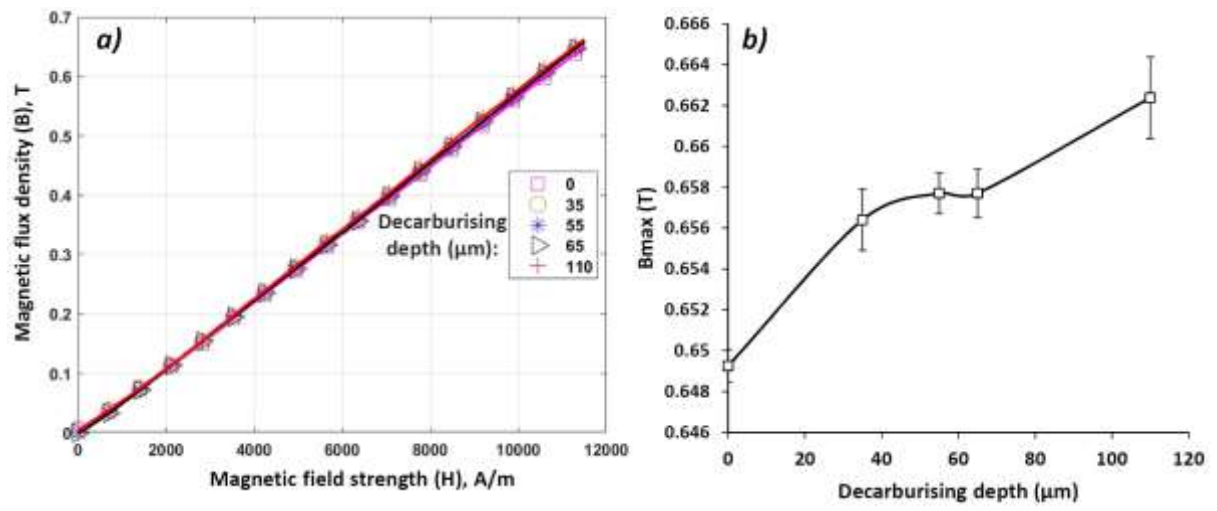 a)
Magnetic flux density (B), T
0.7
0.6
0.5
0.4
0.3
0.2
0.1
0
0 2000 4000 6000 8000 10000 12000
Magnetic field strength (H), A/m
Decarburising
depth (μm):
0
35
55
65
110
b)
Bmax (T)
0.666
0.664
0.662
0.66
0.658
0.656
0.654
0.652
0.65
0.648
0.646
0 20 40 60 80 100 120
Decarburising depth (μm)